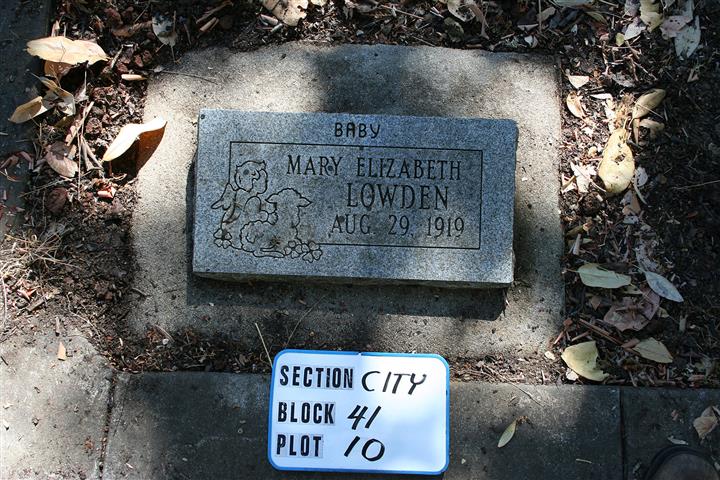 BABY
MARY ELIZABETH
LOWDEN
AUG. 29, 1919
SECTION CITY
BLOCK 41
PLOT 10